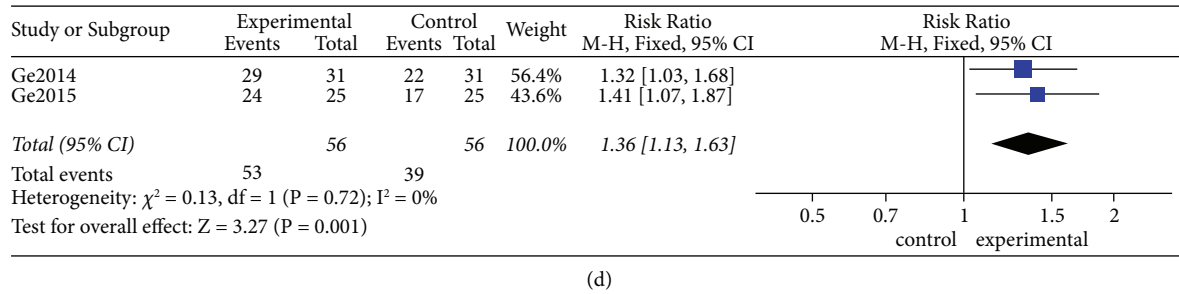 Study or Subgroup Experimental Control Weight Risk Ratio Risk Ratio
Events Total Events Total M-H, Fixed, 95% CI M-H, Fixed, 95% CI
Ge2014 29 31 22 31 56.4% 1.32 [1.03, 1.68]
Ge2015 24 25 17 25 43.6% 1.41 [1.07, 1.87]
Total (95% CI) 56 56 100.0% 1.36 [1.13, 1.63]
Total events 53 39
Heterogeneity: χ² = 0.13, df = 1 (P = 0.72); I² = 0%
Test for overall effect: Z = 3.27 (P = 0.001)
0.5 0.7 1 1.5 2
control experimental
(d)